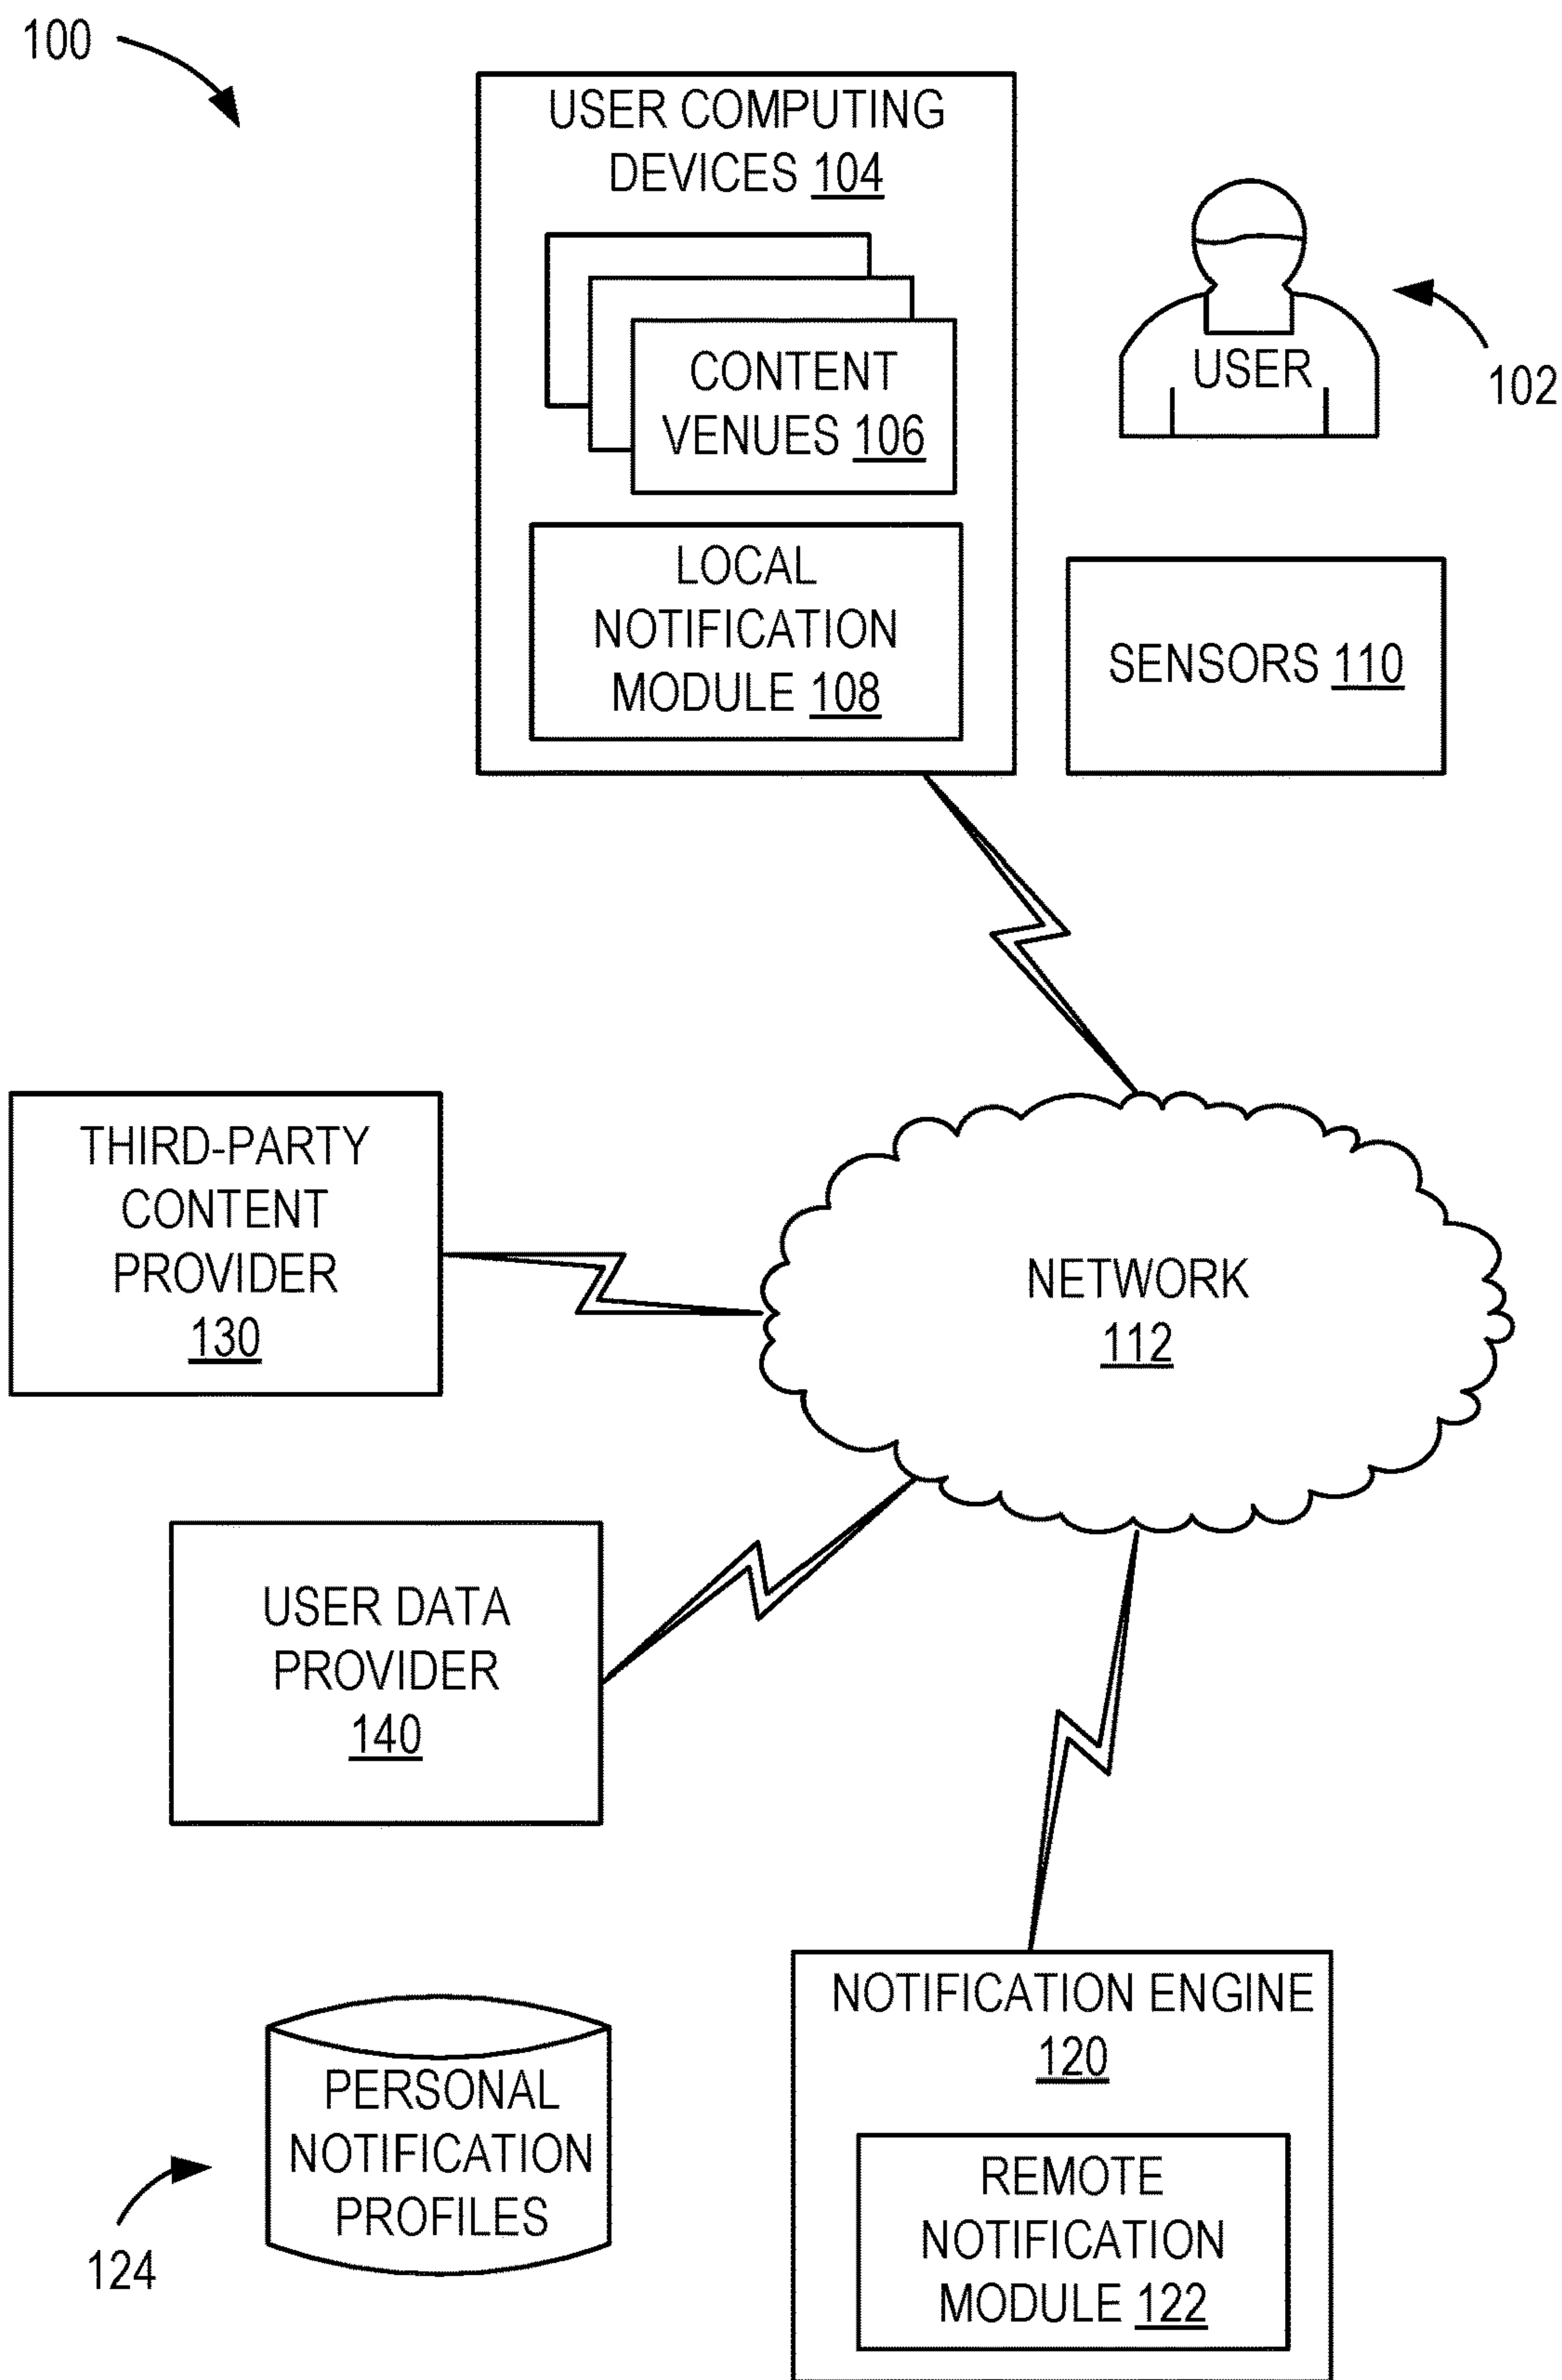 100
USER COMPUTING
DEVICES 104
CONTENT
VENUES 106
USER
102
LOCAL
NOTIFICATION
MODULE 108
SENSORS 110
THIRD-PARTY
CONTENT
PROVIDER
130
NETWORK
112
USER DATA
PROVIDER
140
NOTIFICATION ENGINE
120
PERSONAL
NOTIFICATION
PROFILES
124
REMOTE
NOTIFICATION
MODULE 122